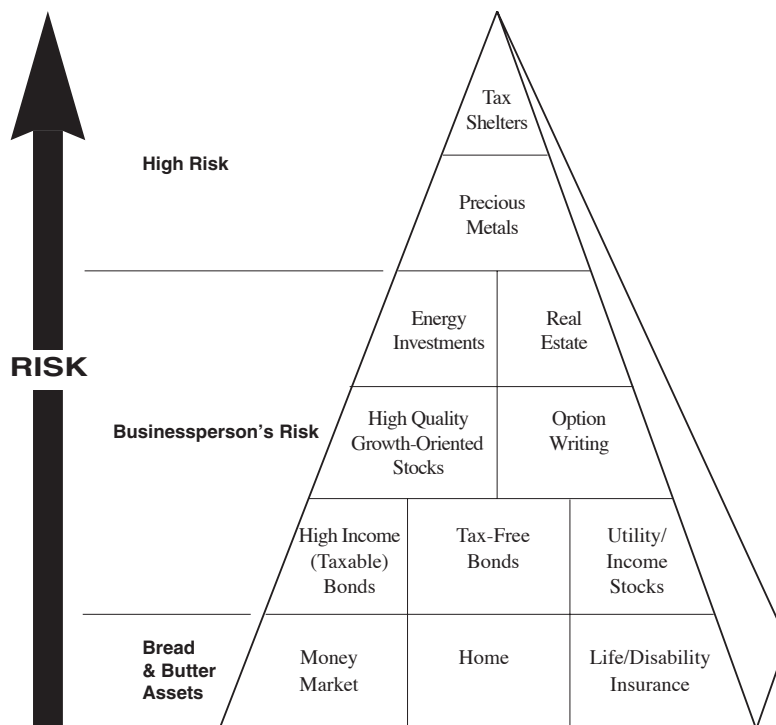 Tax
Shelters
High Risk
Precious
Metals
Energy
Investments
Real
Estate
RISK
Businessperson’s Risk
High Quality
Growth-Oriented
Stocks
Option
Writing
High Income
(Taxable)
Bonds
Tax-Free
Bonds
Utility/
Income
Stocks
Bread
& Butter
Assets
Money
Market
Home
Life/Disability
Insurance